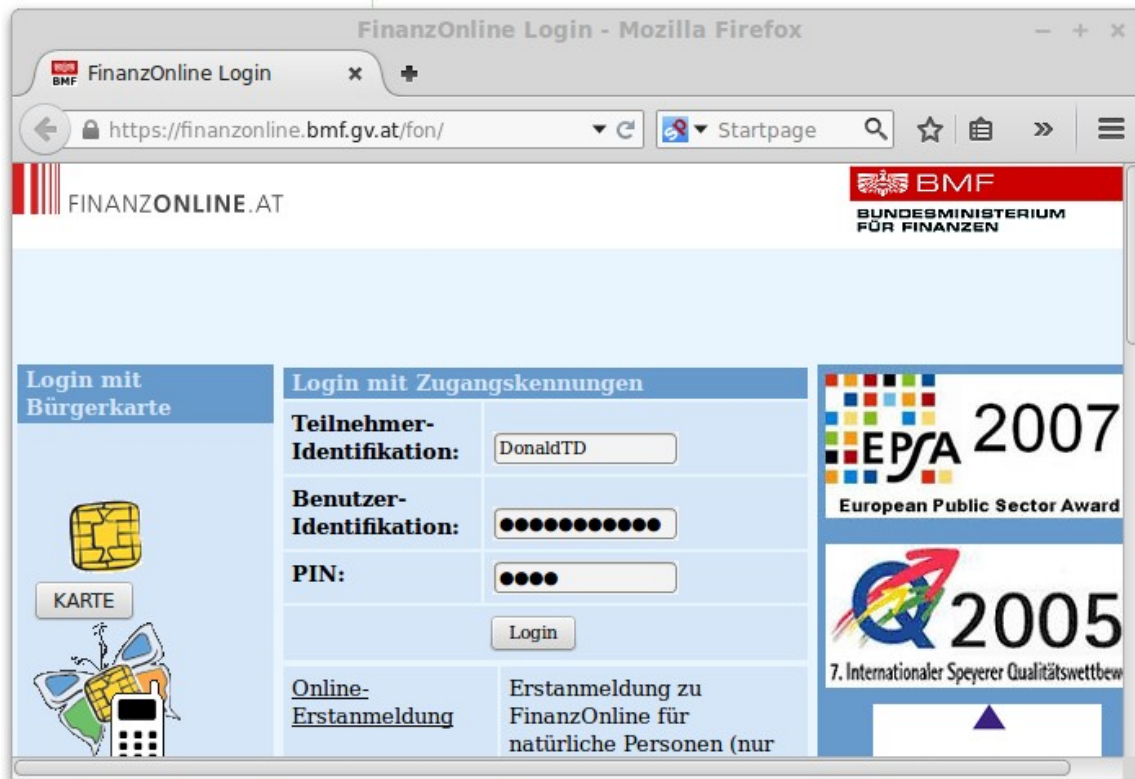 FinanzOnline Login - Mozilla Firefox
BMF FinanzOnline Login
https://finanzonline.bmf.gv.at/fon/
Startpage
FINANZONLINE.AT
BMF
BUNDESMINISTERIUM
FÜR FINANZEN
Login mit
Bürgerkarte
KARTE
Login mit Zugangskennungen
Teilnehmer-
Identifikation:
DonaldTD
Benutzer-
Identifikation:
●●●●●●●●●●●
PIN:
●●●●
Login
Online-
Erstanmeldung
Erstanmeldung zu
FinanzOnline für
natürliche Personen (nur
EPSA 2007
European Public Sector Award
Q 2005
7. Internationaler Speyerer Qualitätswettbew